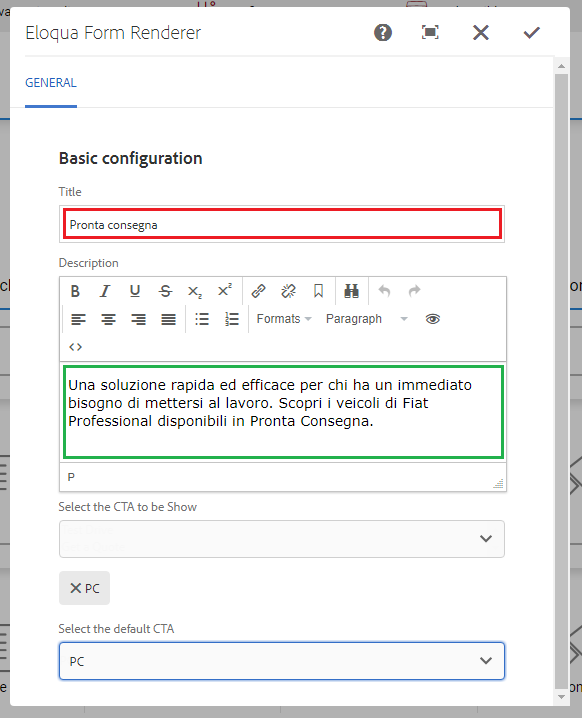 Eloqua Form Renderer
GENERAL
Basic configuration
Title
Pronta consegna
Description
B I U S X₂ X²
Formats Paragraph
<>
Una soluzione rapida ed efficace per chi ha un immediato
bisogno di mettersi al lavoro. Scopri i veicoli di Fiat
Professional disponibili in Pronta Consegna.
P
Select the CTA to be Show
PC
Select the default CTA
PC